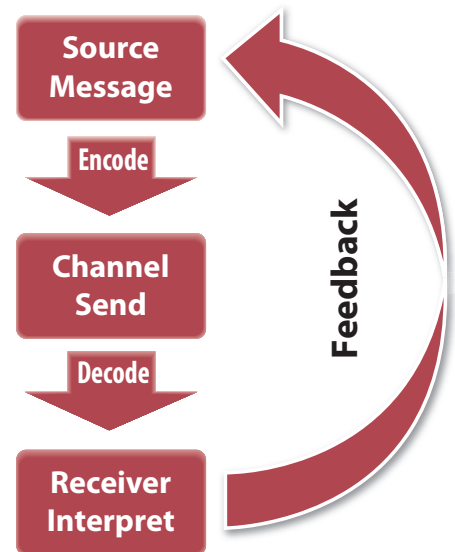 Source
Message
Encode
Channel
Send
Decode
Receiver
Interpret
Feedback